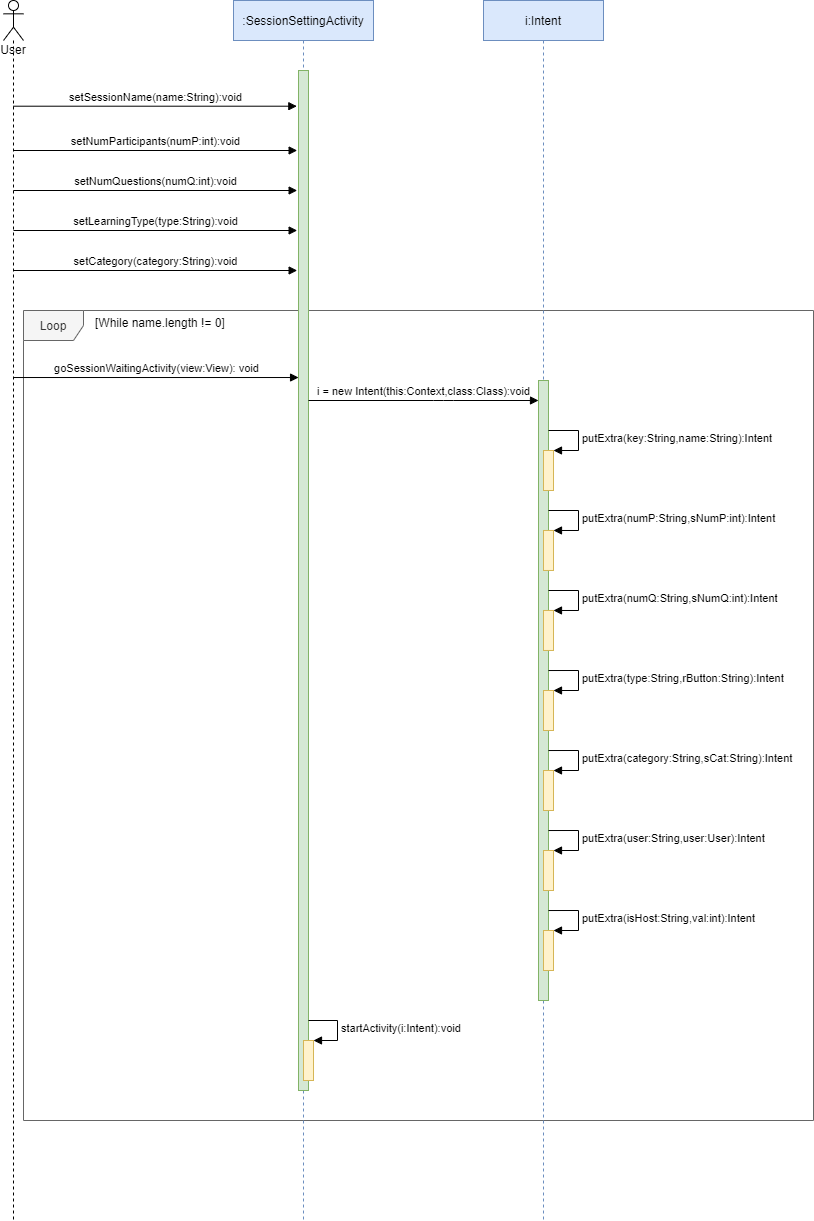 :SessionSettingActivity
i:Intent
User
setSessionName(name:String):void
setNumParticipants(numP:int):void
setNumQuestions(numQ:int):void
setLearningType(type:String):void
setCategory(category:String):void
Loop
[While name.length != 0]
goSessionWaitingActivity(view:View): void
i = new Intent(this:Context,class:Class):void
putExtra(key:String,name:String):Intent
putExtra(numP:String,sNumP:int):Intent
putExtra(numQ:String,sNumQ:int):Intent
putExtra(type:String,rButton:String):Intent
putExtra(category:String,sCat:String):Intent
putExtra(user:String,user:User):Intent
putExtra(isHost:String,val:int):Intent
startActivity(i:Intent):void